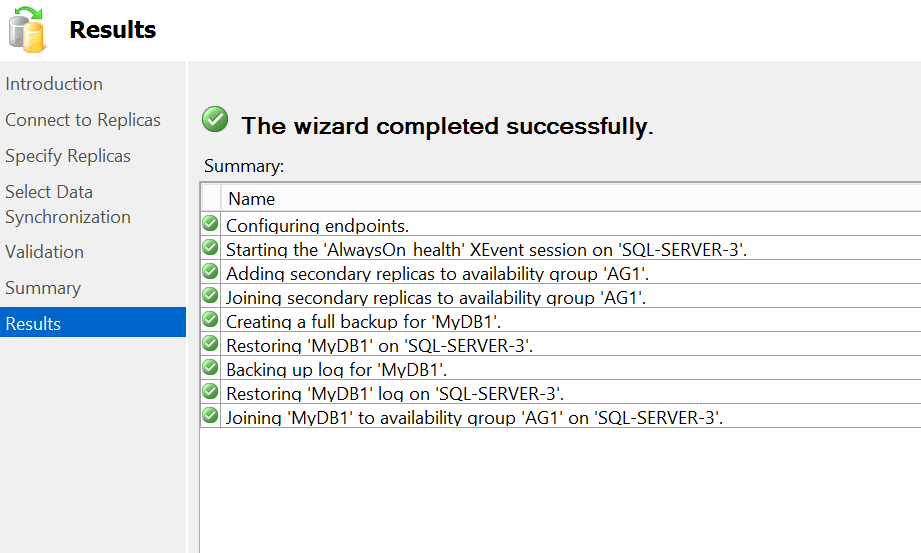 Results
Introduction
Connect to Replicas
Specify Replicas
Select Data
Synchronization
Validation
Summary
Results
The wizard completed successfully.
Summary:
Name
Configuring endpoints.
Starting the 'AlwaysOn health' XEvent session on 'SQL-SERVER-3'.
Adding secondary replicas to availability group 'AG1'.
Joining secondary replicas to availability group 'AG1'.
Creating a full backup for 'MyDB1'.
Restoring 'MyDB1' on 'SQL-SERVER-3'.
Backing up log for 'MyDB1'.
Restoring 'MyDB1' log on 'SQL-SERVER-3'.
Joining 'MyDB1' to availability group 'AG1' on 'SQL-SERVER-3'.